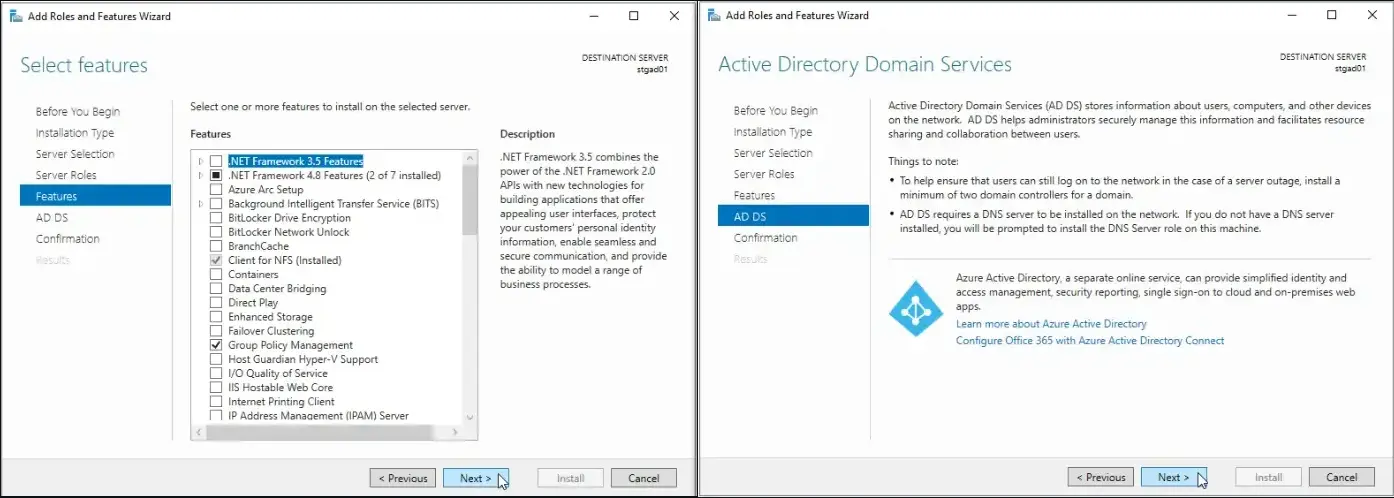 Add Roles and Features Wizard
Select features
DESTINATION SERVER
stgad01
Before You Begin
Installation Type
Server Selection
Server Roles
Features
AD DS
Confirmation
Results
Select one or more features to install on the selected server.
Features
.NET Framework 3.5 Features
.NET Framework 4.8 Features (2 of 7 installed)
Azure Arc Setup
Background Intelligent Transfer Service (BITS)
BitLocker Drive Encryption
BitLocker Network Unlock
BranchCache
Client for NFS (Installed)
Containers
Data Center Bridging
Direct Play
Enhanced Storage
Failover Clustering
Group Policy Management
Host Guardian Hyper-V Support
I/O Quality of Service
IIS Hostable Web Core
Internet Printing Client
IP Address Management (IPAM) Server
Description
.NET Framework 3.5 combines the
power of the .NET Framework 2.0
APIs with new technologies for
building applications that offer
appealing user interfaces, protect
your customers' personal identity
information, enable seamless and
secure communication, and provide
the ability to model a range of
business processes.
< Previous
Next >
Install
Cancel
Add Roles and Features Wizard
Active Directory Domain Services
DESTINATION SERVER
stgad01
Before You Begin
Installation Type
Server Selection
Server Roles
Features
AD DS
Confirmation
Results
Active Directory Domain Services (AD DS) stores information about users, computers, and other devices
on the network. AD DS helps administrators securely manage this information and facilitates resource
sharing and collaboration between users.
Things to note:
• To help ensure that users can still log on to the network in the case of a server outage, install a
minimum of two domain controllers for a domain.
• AD DS requires a DNS server to be installed on the network. If you do not have a DNS server
installed, you will be prompted to install the DNS Server role on this machine.
Azure Active Directory, a separate online service, can provide simplified identity and
access management, security reporting, single sign-on to cloud and on-premises web
apps.
Learn more about Azure Active Directory
Configure Office 365 with Azure Active Directory Connect
< Previous
Next >
Install
Cancel